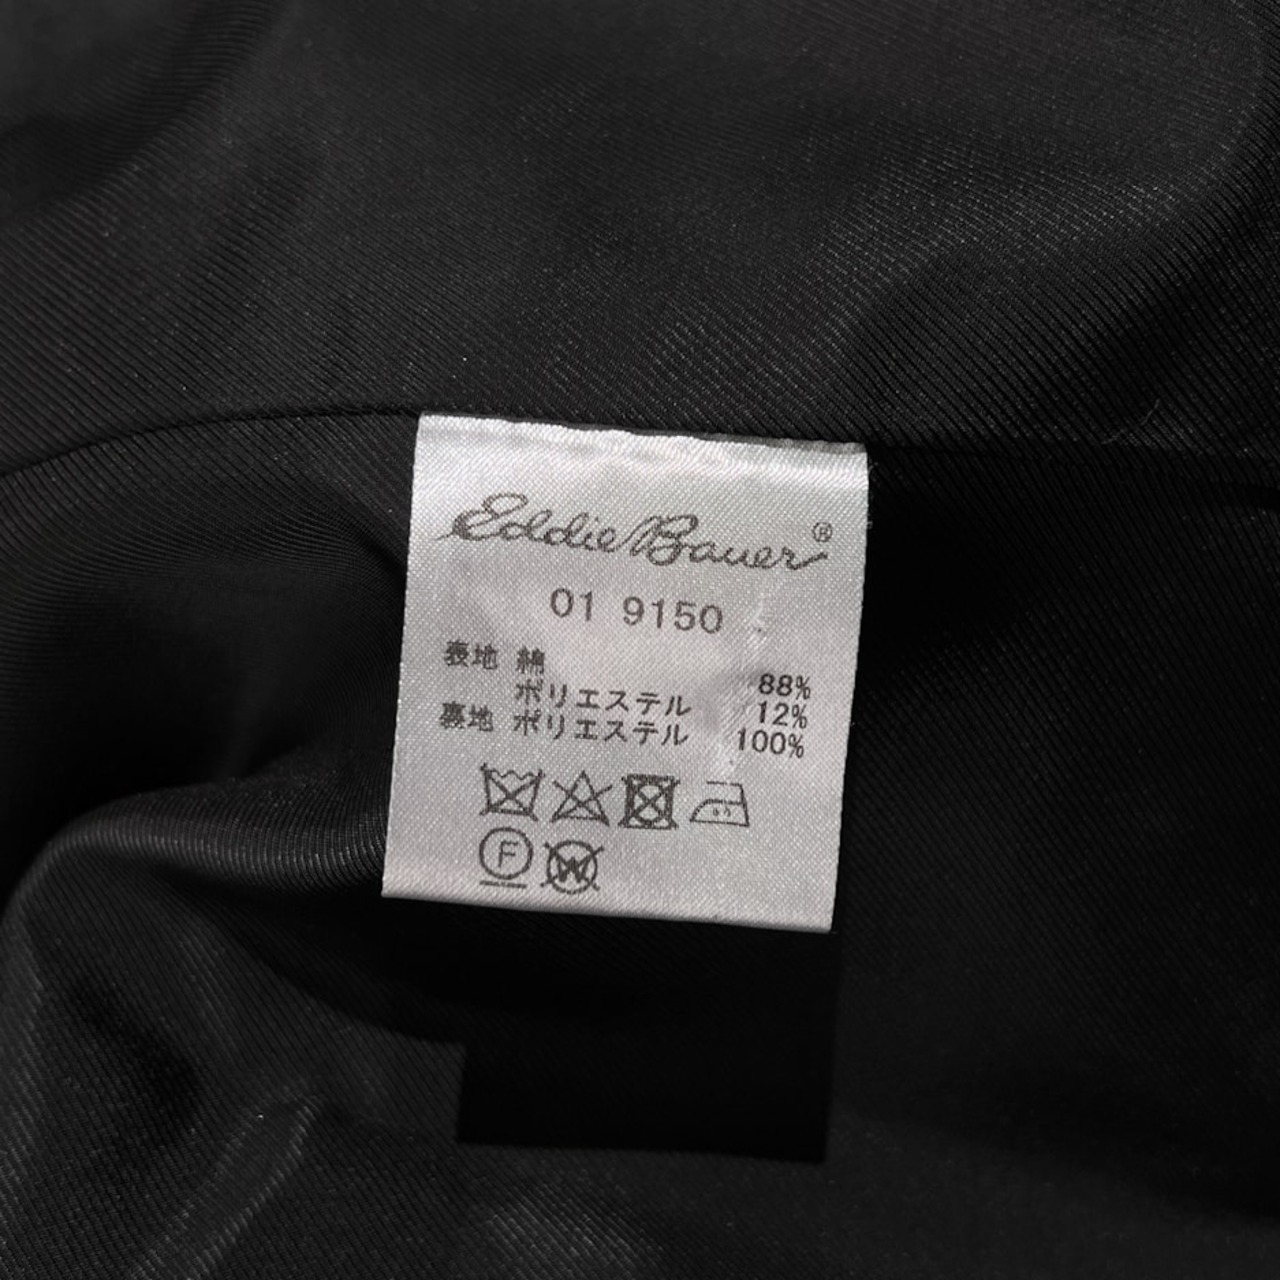 Eddie Bauer®
01 9150
表地 綿 88%
ポリエステル 12%
裏地 ポリエステル 100%
F W